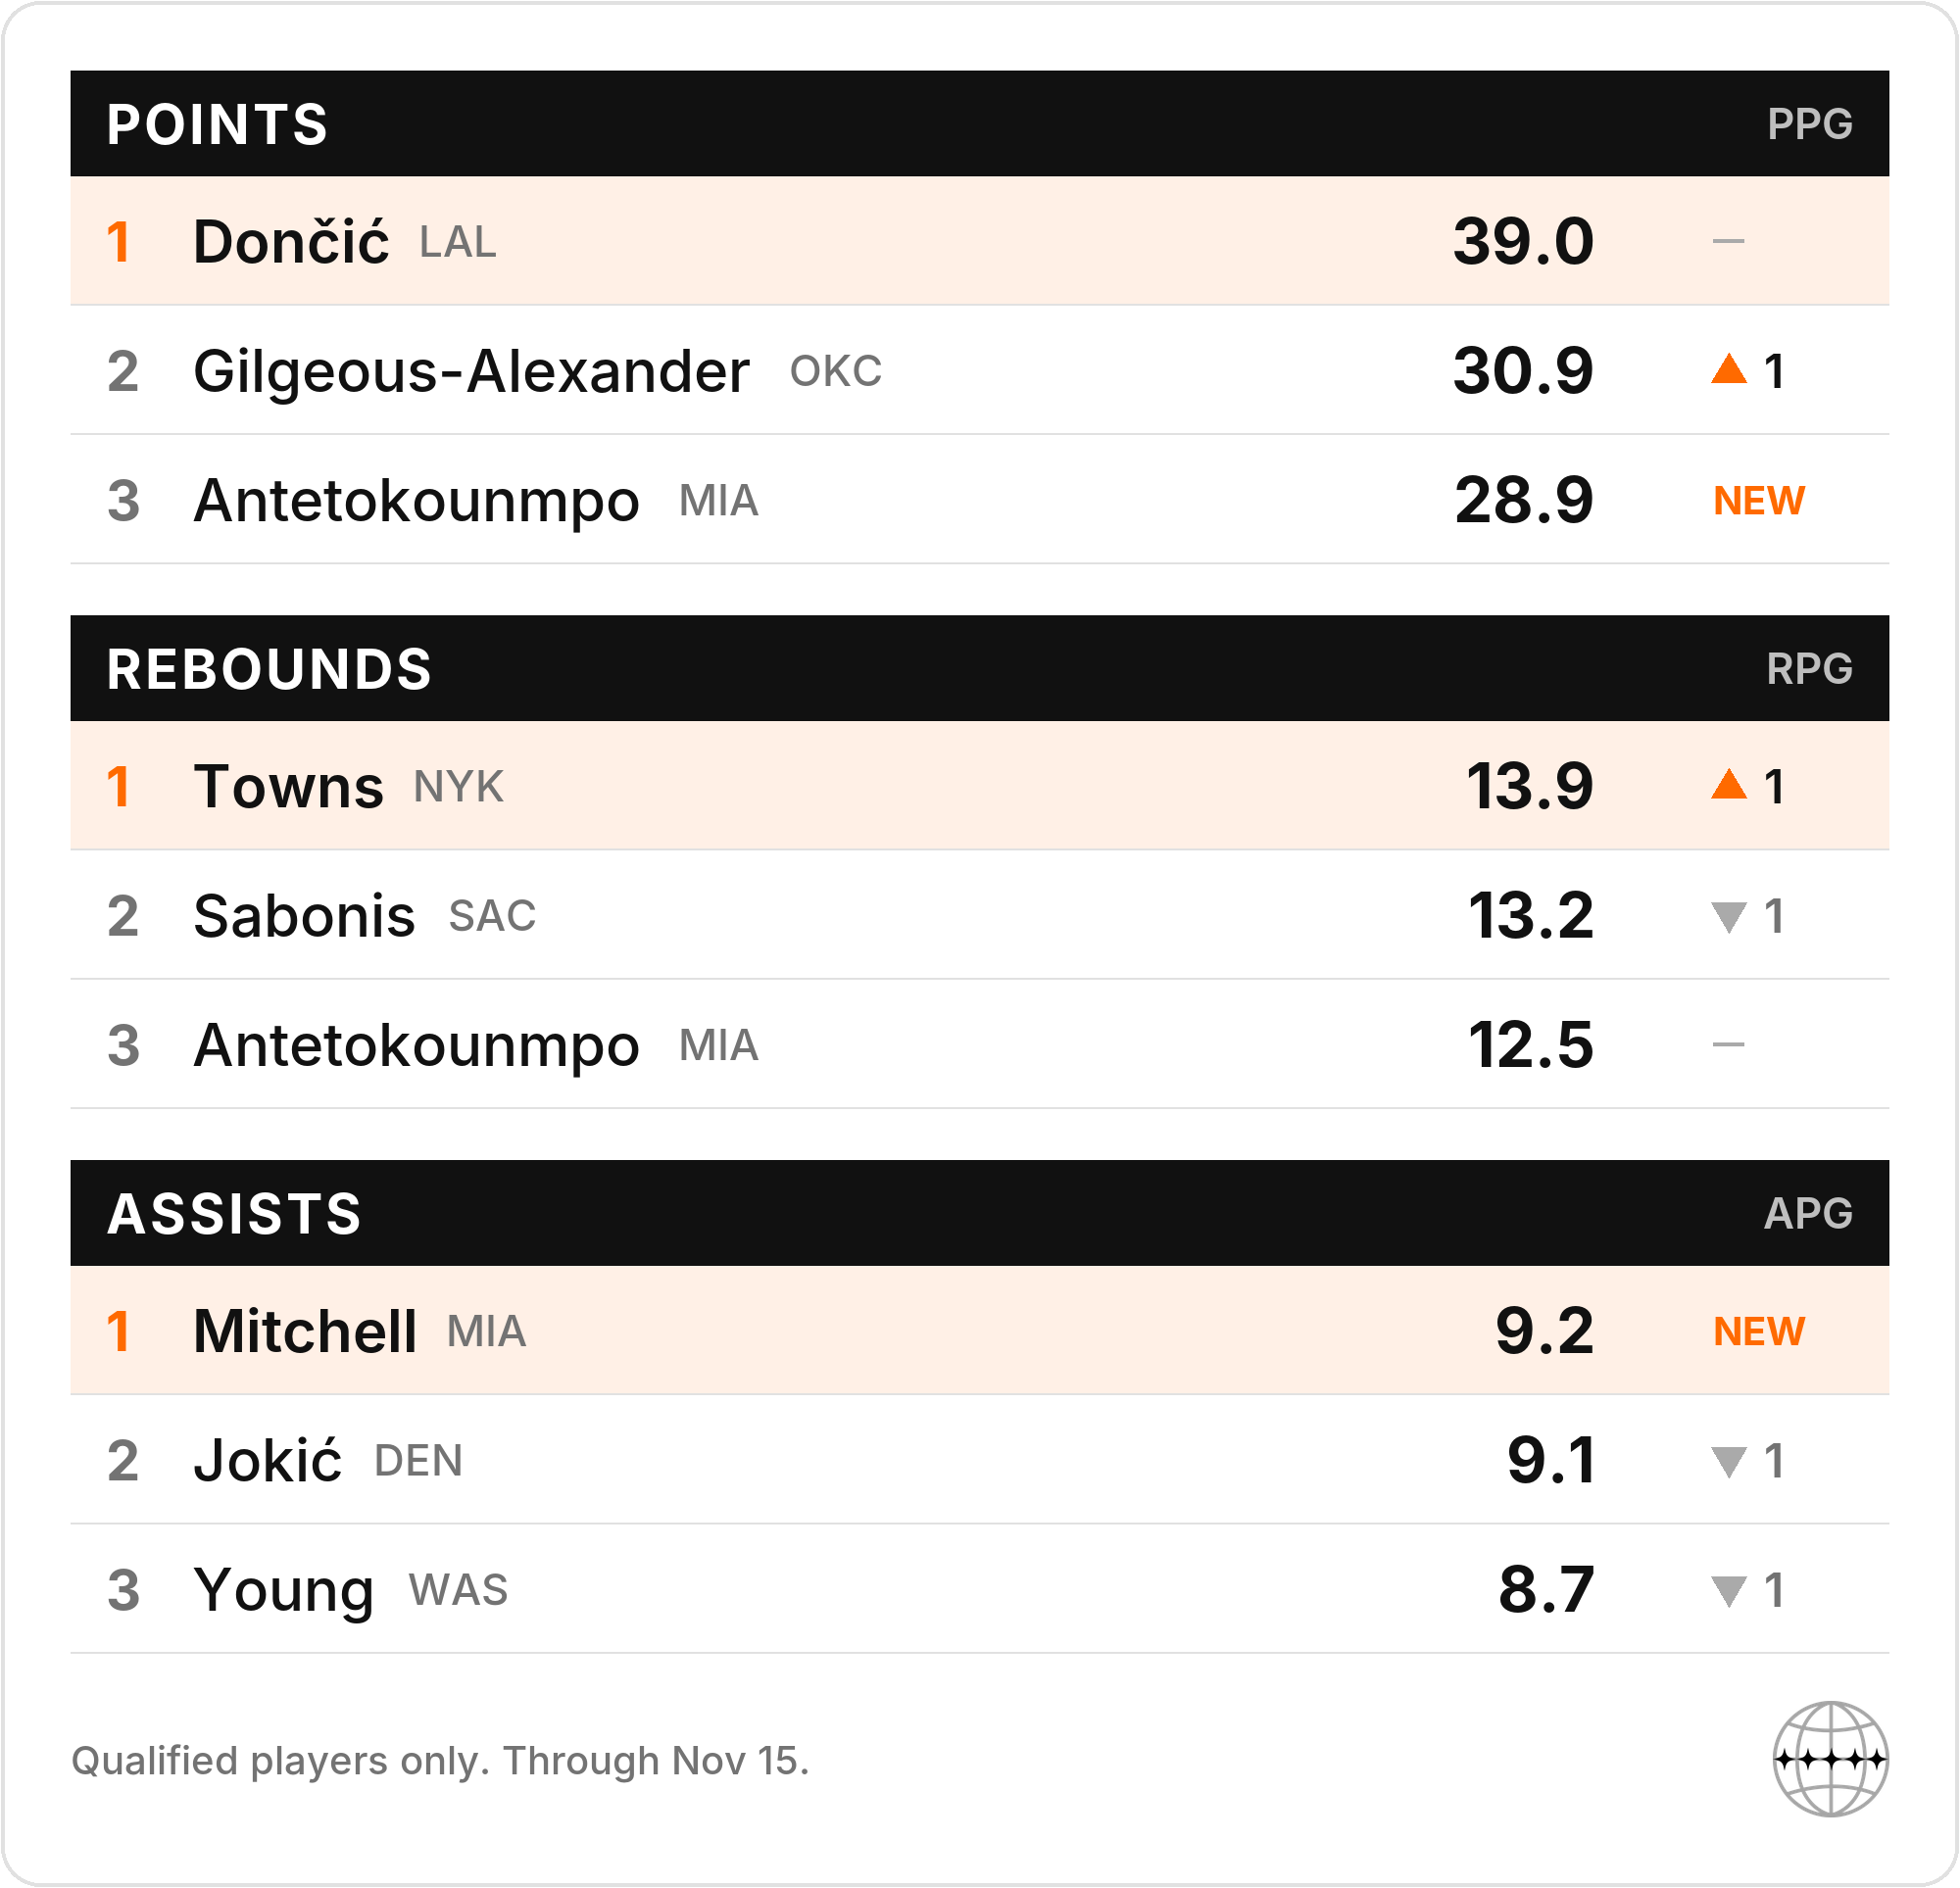 POINTS PPG
1 Dončić LAL 39.0 –
2 Gilgeous-Alexander OKC 30.9 ▲ 1
3 Antetokounmpo MIA 28.9 NEW
REBOUNDS RPG
1 Towns NYK 13.9 ▲ 1
2 Sabonis SAC 13.2 ▼ 1
3 Antetokounmpo MIA 12.5 –
ASSISTS APG
1 Mitchell MIA 9.2 NEW
2 Jokić DEN 9.1 ▼ 1
3 Young WAS 8.7 ▼ 1
Qualified players only. Through Nov 15.